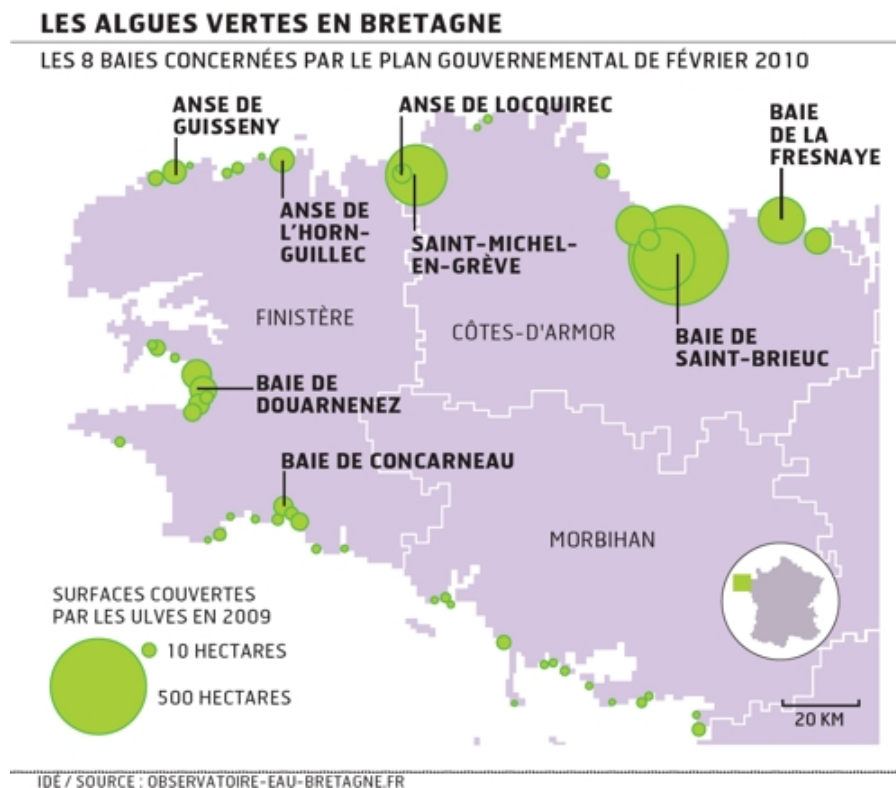 LES ALGUES VERTES EN BRETAGNE
LES 8 BAIES CONCERNÉES PAR LE PLAN GOUVERNEMENTAL DE FÉVRIER 2010
ANSE DE
GUISSENY
ANSE DE LOCQUIREC
BAIE
DE LA
FRESNAYE
ANSE DE
L'HORN-
GUILLEC
SAINT-MICHEL-
EN-GRÈVE
FINISTÈRE
CÔTES-D'ARMOR
BAIE DE
SAINT-BRIEUC
BAIE DE
DOUARNENEZ
BAIE DE CONCARNEAU
MORBIHAN
SURFACES COUVERTES
PAR LES ULVES EN 2009
10 HECTARES
500 HECTARES
20 KM
IDÉ / SOURCE : OBSERVATOIRE-EAU-BRETAGNE.FR